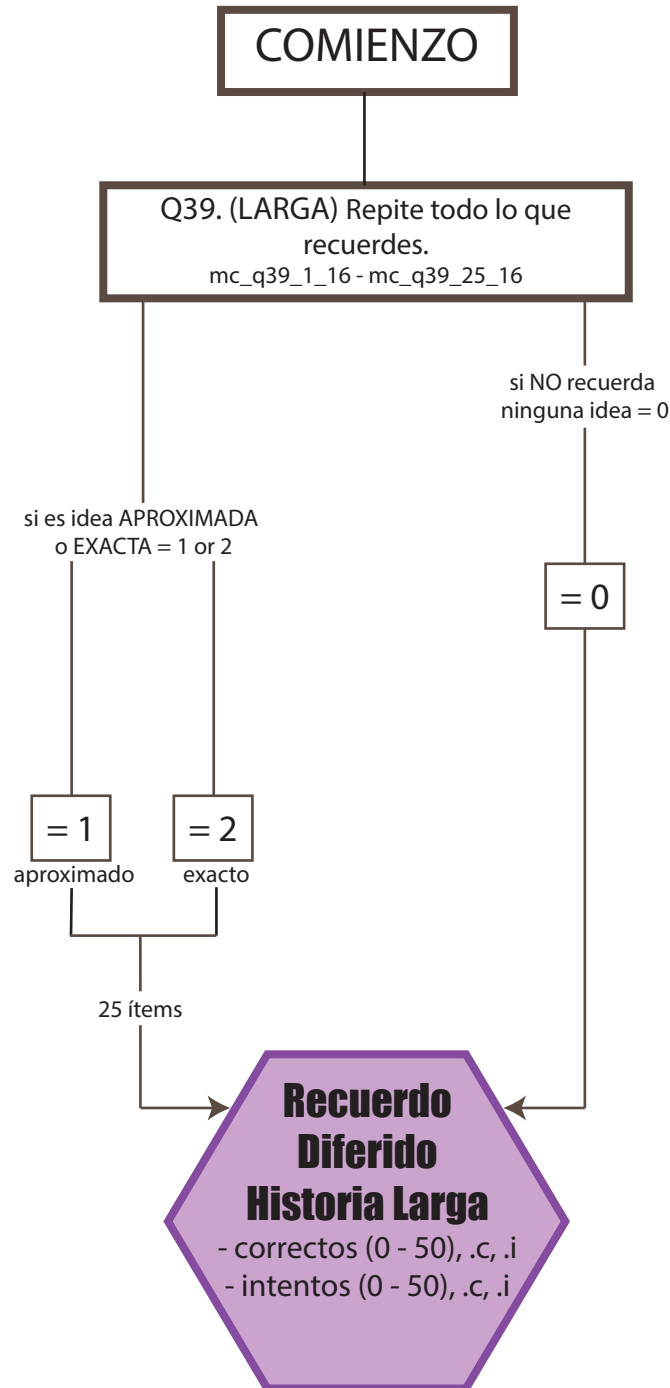 COMIENZO
Q39. (LARGA) Repite todo lo que
recuerdes.
mc_q39_1_16 - mc_q39_25_16
si NO recuerda
ninguna idea = 0
si es idea APROXIMADA
o EXACTA = 1 or 2
= 0
= 1
aproximado
= 2
exacto
25 ítems
Recuerdo
Diferido
Historia Larga
- correctos (0 - 50), .c, .i
- intentos (0 - 50), .c, .i